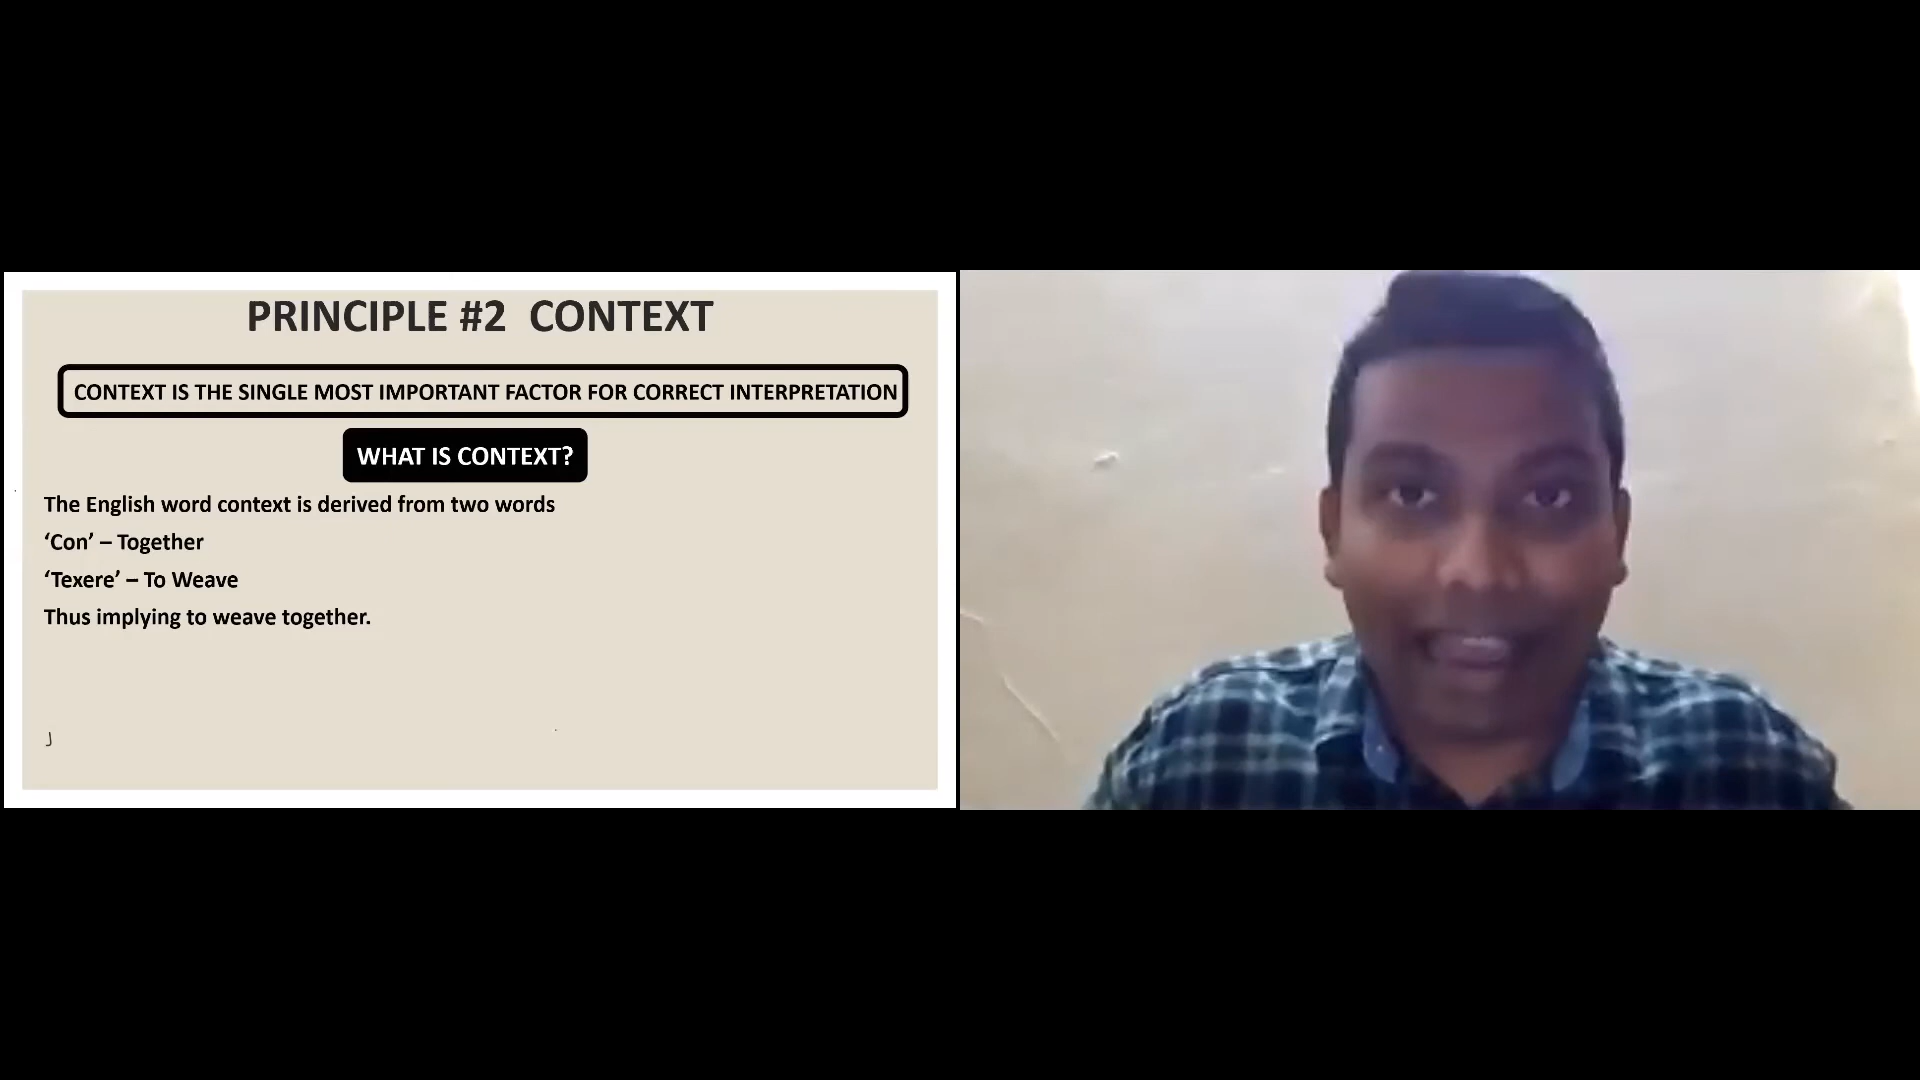 PRINCIPLE #2 CONTEXT
CONTEXT IS THE SINGLE MOST IMPORTANT FACTOR FOR CORRECT INTERPRETATION
WHAT IS CONTEXT?
The English word context is derived from two words
‘Con’ – Together
‘Texere’ – To Weave
Thus implying to weave together.